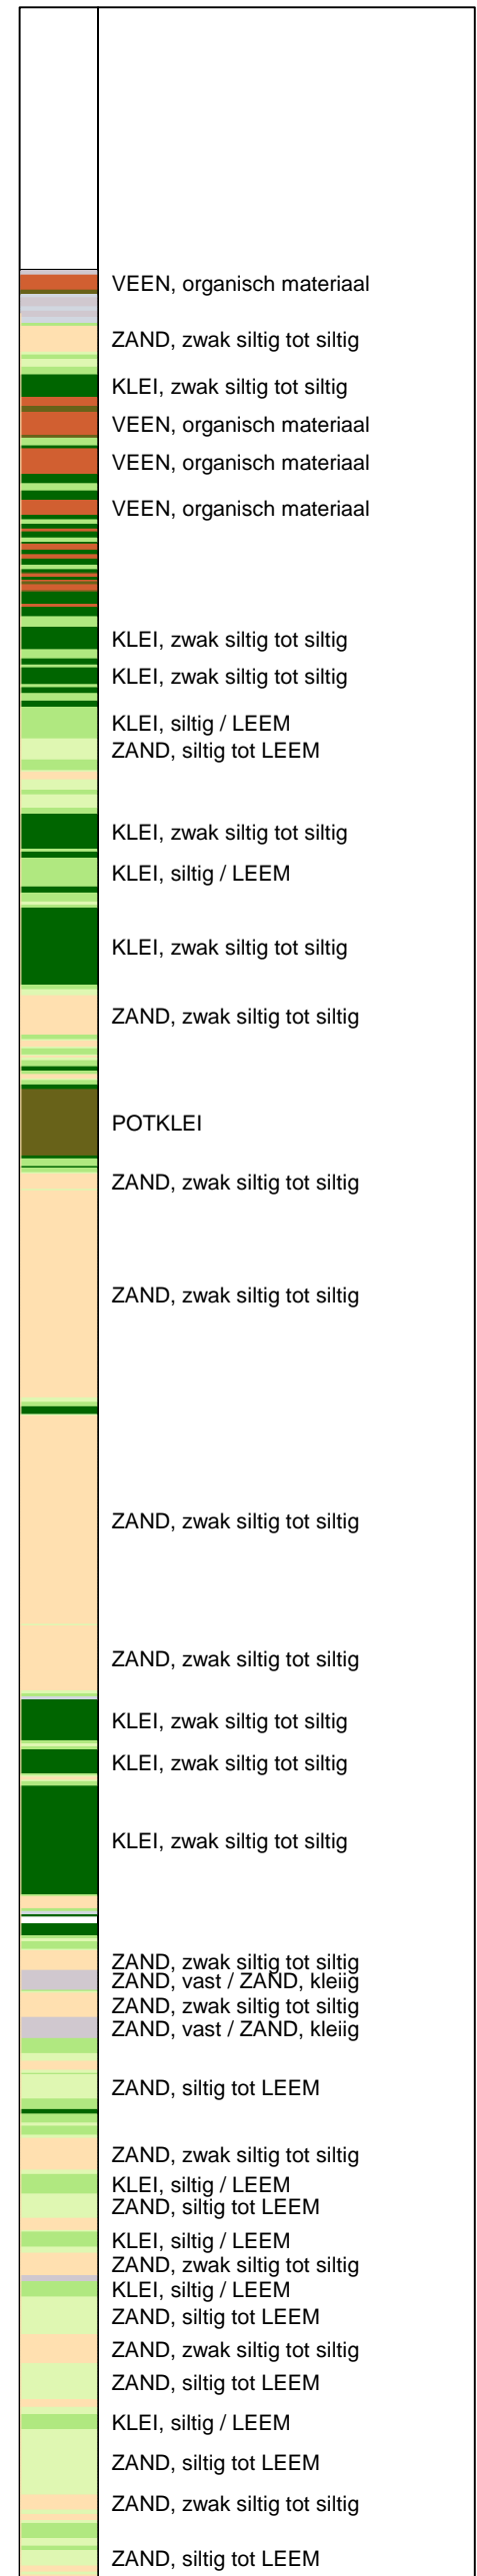 VEEN, organisch materiaal
ZAND, zwak siltig tot siltig
KLEI, zwak siltig tot siltig
VEEN, organisch materiaal
VEEN, organisch materiaal
VEEN, organisch materiaal
KLEI, zwak siltig tot siltig
KLEI, zwak siltig tot siltig
KLEI, siltig / LEEM
ZAND, siltig tot LEEM
KLEI, zwak siltig tot siltig
KLEI, siltig / LEEM
KLEI, zwak siltig tot siltig
ZAND, zwak siltig tot siltig
POTKLEI
ZAND, zwak siltig tot siltig
ZAND, zwak siltig tot siltig
ZAND, zwak siltig tot siltig
ZAND, zwak siltig tot siltig
KLEI, zwak siltig tot siltig
KLEI, zwak siltig tot siltig
KLEI, zwak siltig tot siltig
ZAND, zwak siltig tot siltig
ZAND, vast / ZAND, kleiig
ZAND, zwak siltig tot siltig
ZAND, vast / ZAND, kleiig
ZAND, siltig tot LEEM
ZAND, zwak siltig tot siltig
KLEI, siltig / LEEM
ZAND, siltig tot LEEM
KLEI, siltig / LEEM
ZAND, zwak siltig tot siltig
KLEI, siltig / LEEM
ZAND, siltig tot LEEM
ZAND, zwak siltig tot siltig
ZAND, siltig tot LEEM
KLEI, siltig / LEEM
ZAND, siltig tot LEEM
ZAND, zwak siltig tot siltig
ZAND, siltig tot LEEM